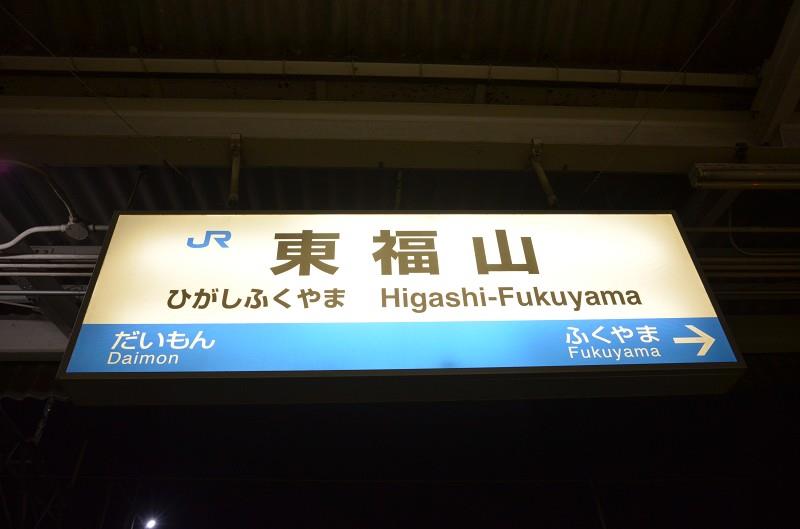 JR 東福山
ひがしふくやま Higashi-Fukuyama
だいもん ふくやま →
Daimon Fukuyama